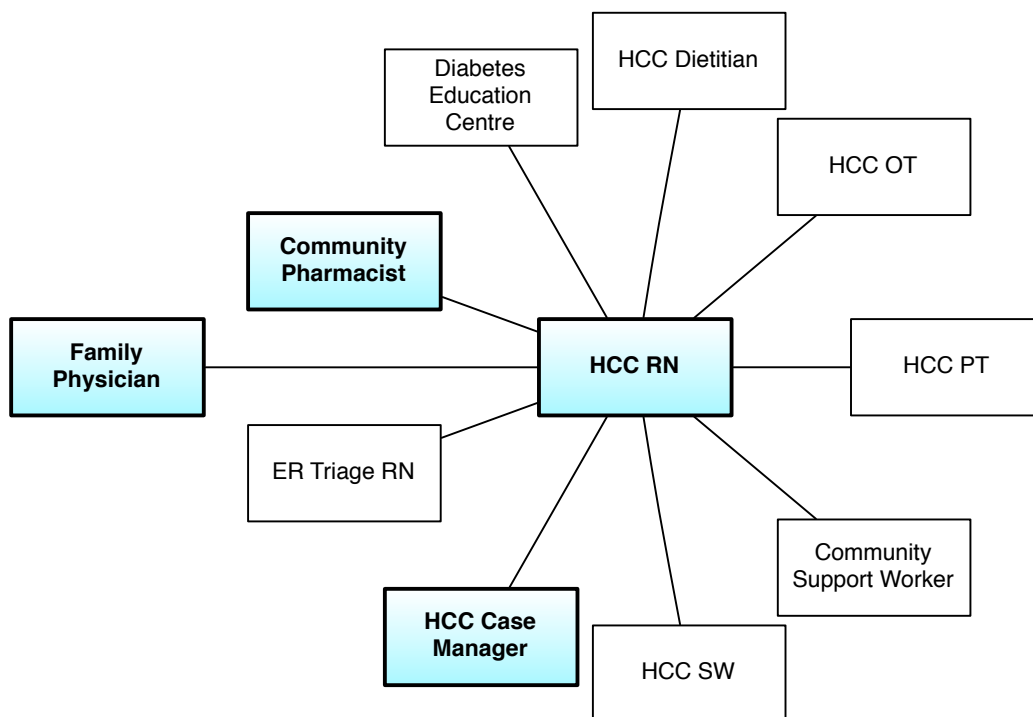 HCC Dietitian
Diabetes
Education
Centre
HCC OT
Community
Pharmacist
Family
Physician
HCC RN
HCC PT
ER Triage RN
Community
Support Worker
HCC Case
Manager
HCC SW